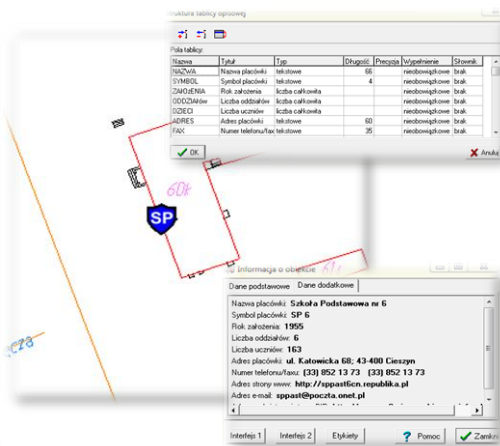 truktura tablicy opisowej
Pola tablicy:
Nazwa Tytuł Typ Długość Precyzja Wypełnienie Słownik
NAZWA Nazwa placówki tekstowe 66 nieobowiązkowe brak
SYMBOL Symbol placówki tekstowe 4 nieobowiązkowe brak
ZAŁOŻENIA Rok założenia liczba całkowita nieobowiązkowe brak
ODDZIAŁów Liczba oddziałów liczba całkowita nieobowiązkowe brak
DZIECI Liczba uczniów liczba całkowita nieobowiązkowe brak
ADRES Adres placówki tekstowe 60 nieobowiązkowe brak
FAX Numer telefonu/fax tekstowe 35 nieobowiązkowe brak
OK Anuluj
SP
Informacja o obiekcie
Dane podstawowe Dane dodatkowe
Nazwa placówki: Szkoła Podstawowa nr 6
Symbol placówki: SP 6
Rok założenia: 1955
Liczba oddziałów: 6
Liczba uczniów: 163
Adres placówki: ul. Katowicka 68; 43-400 Cieszyn
Numer telefonu/faxu: (33) 852 13 73 (33) 852 13 73
Adres strony www: http://sppast6cn.republika.pl
Adres e-mail: sppast@poczta.onet.pl
Interfejs 1 Interfejs 2 Etykiety Pomoc Zamkn